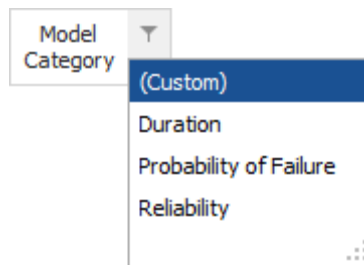 Model
Category
(Custom)
Duration
Probability of Failure
Reliability